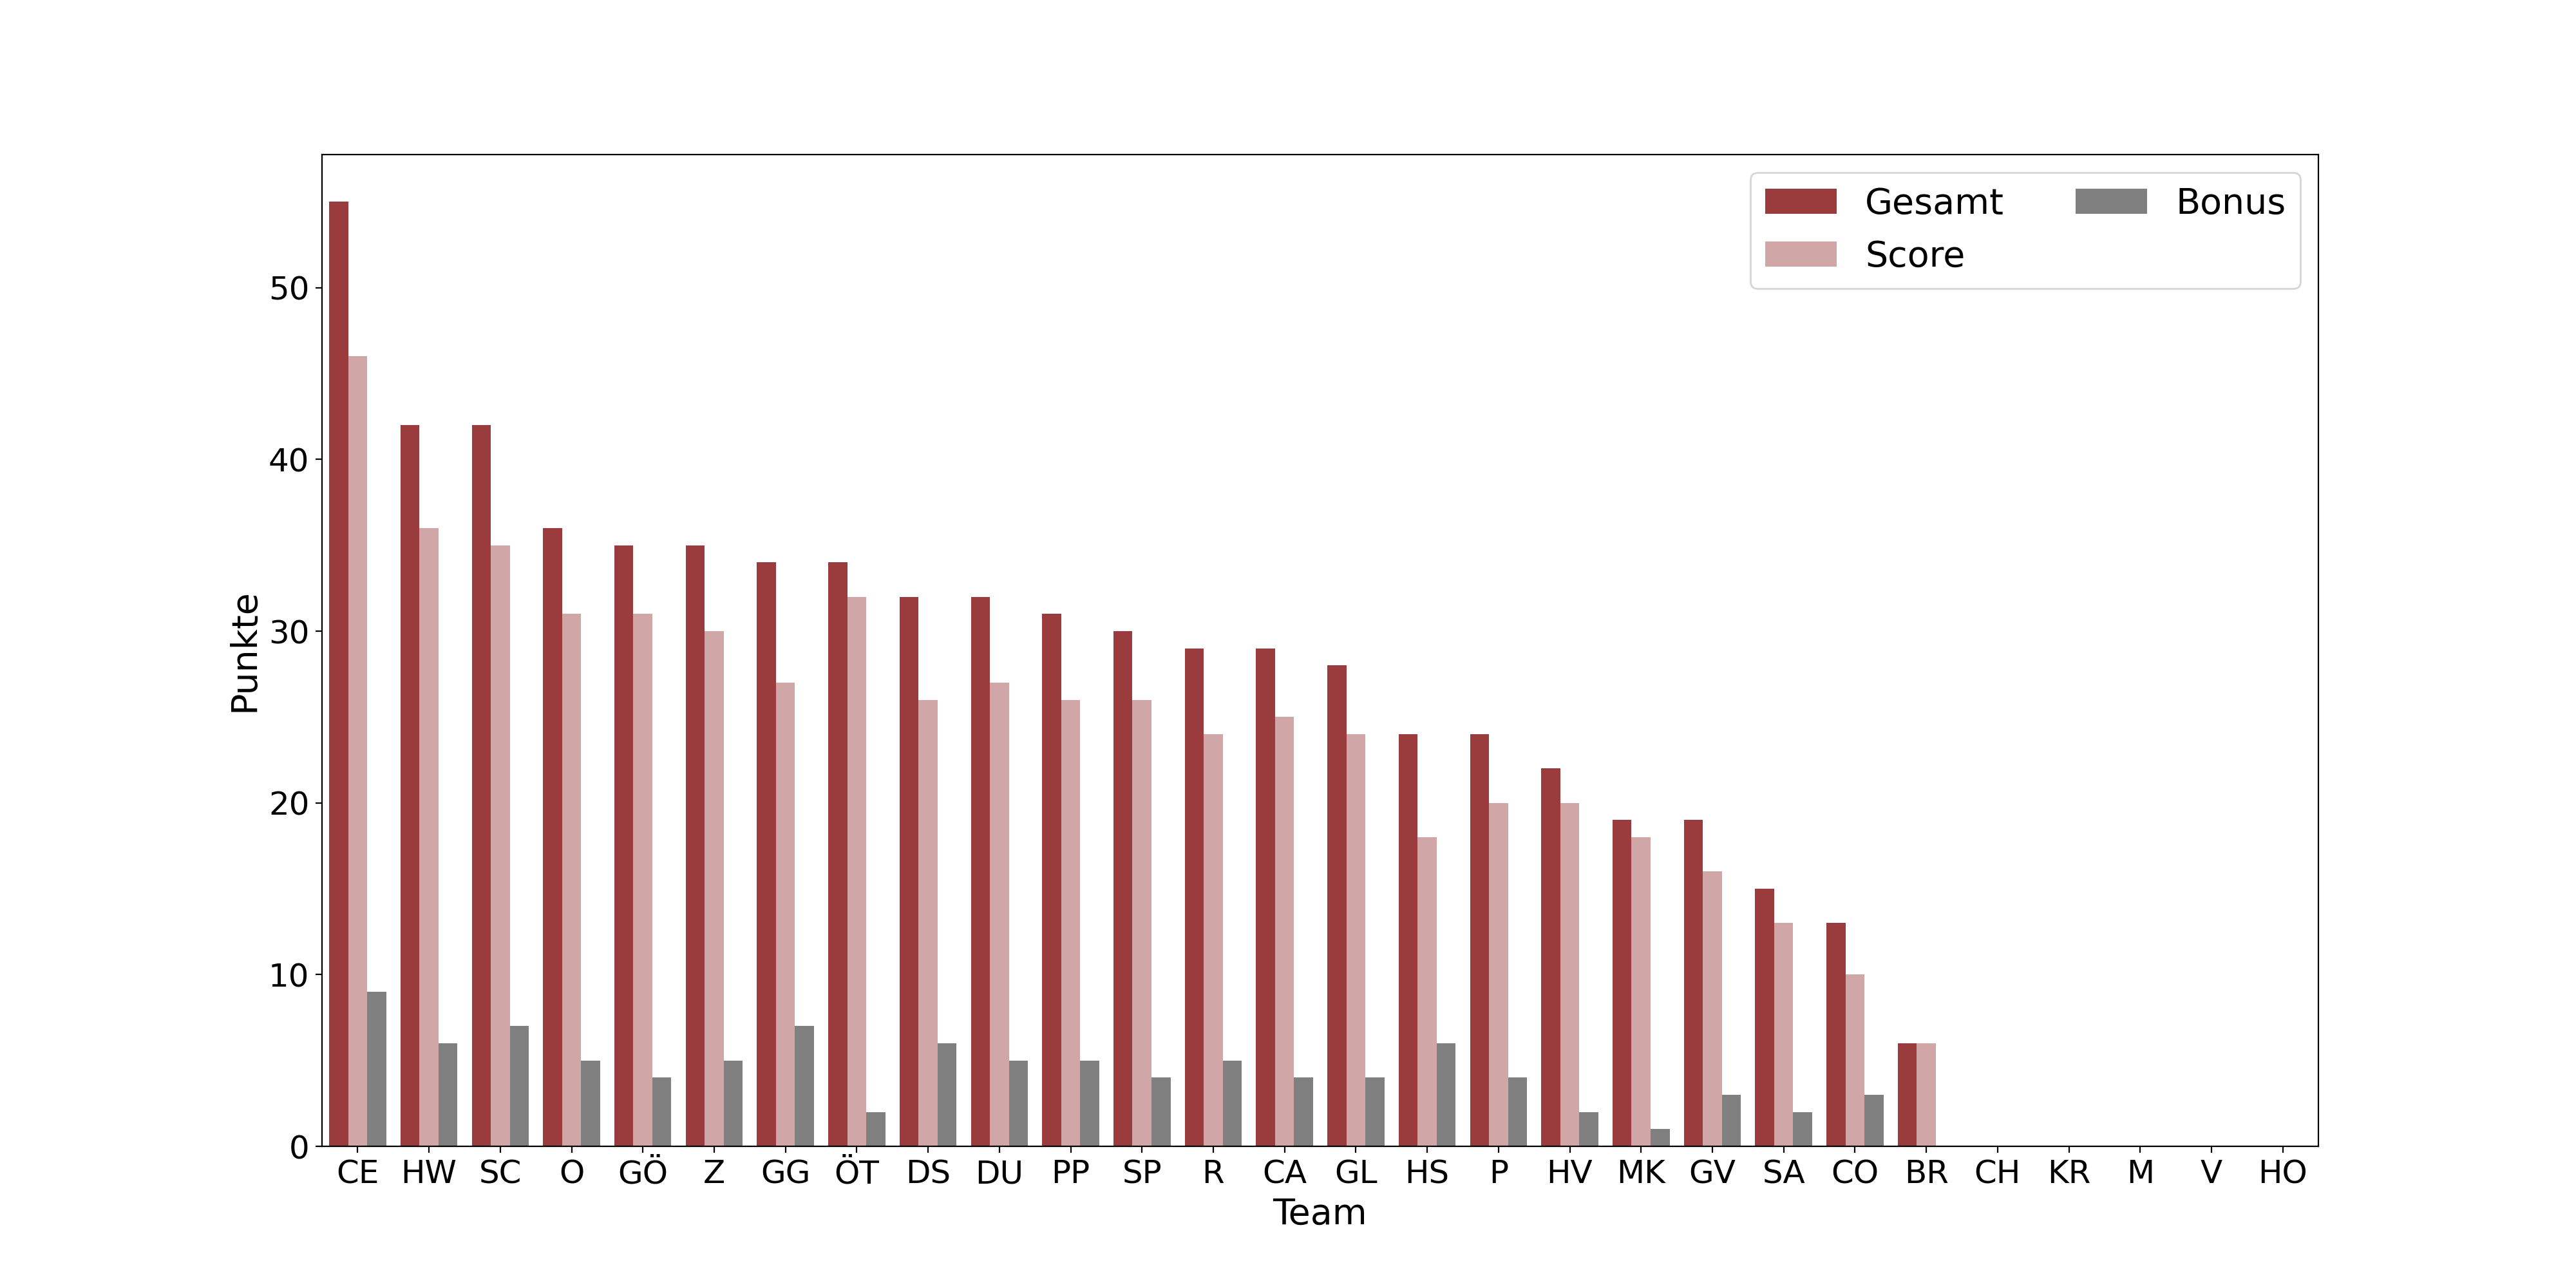 Gesamt
Score
Bonus
50
40
30
20
10
0
Punkte
CE HW SC O GÖ Z GG ÖT DS DU PP SP R CA GL HS P HV MK GV SA CO BR CH KR M V HO
Team